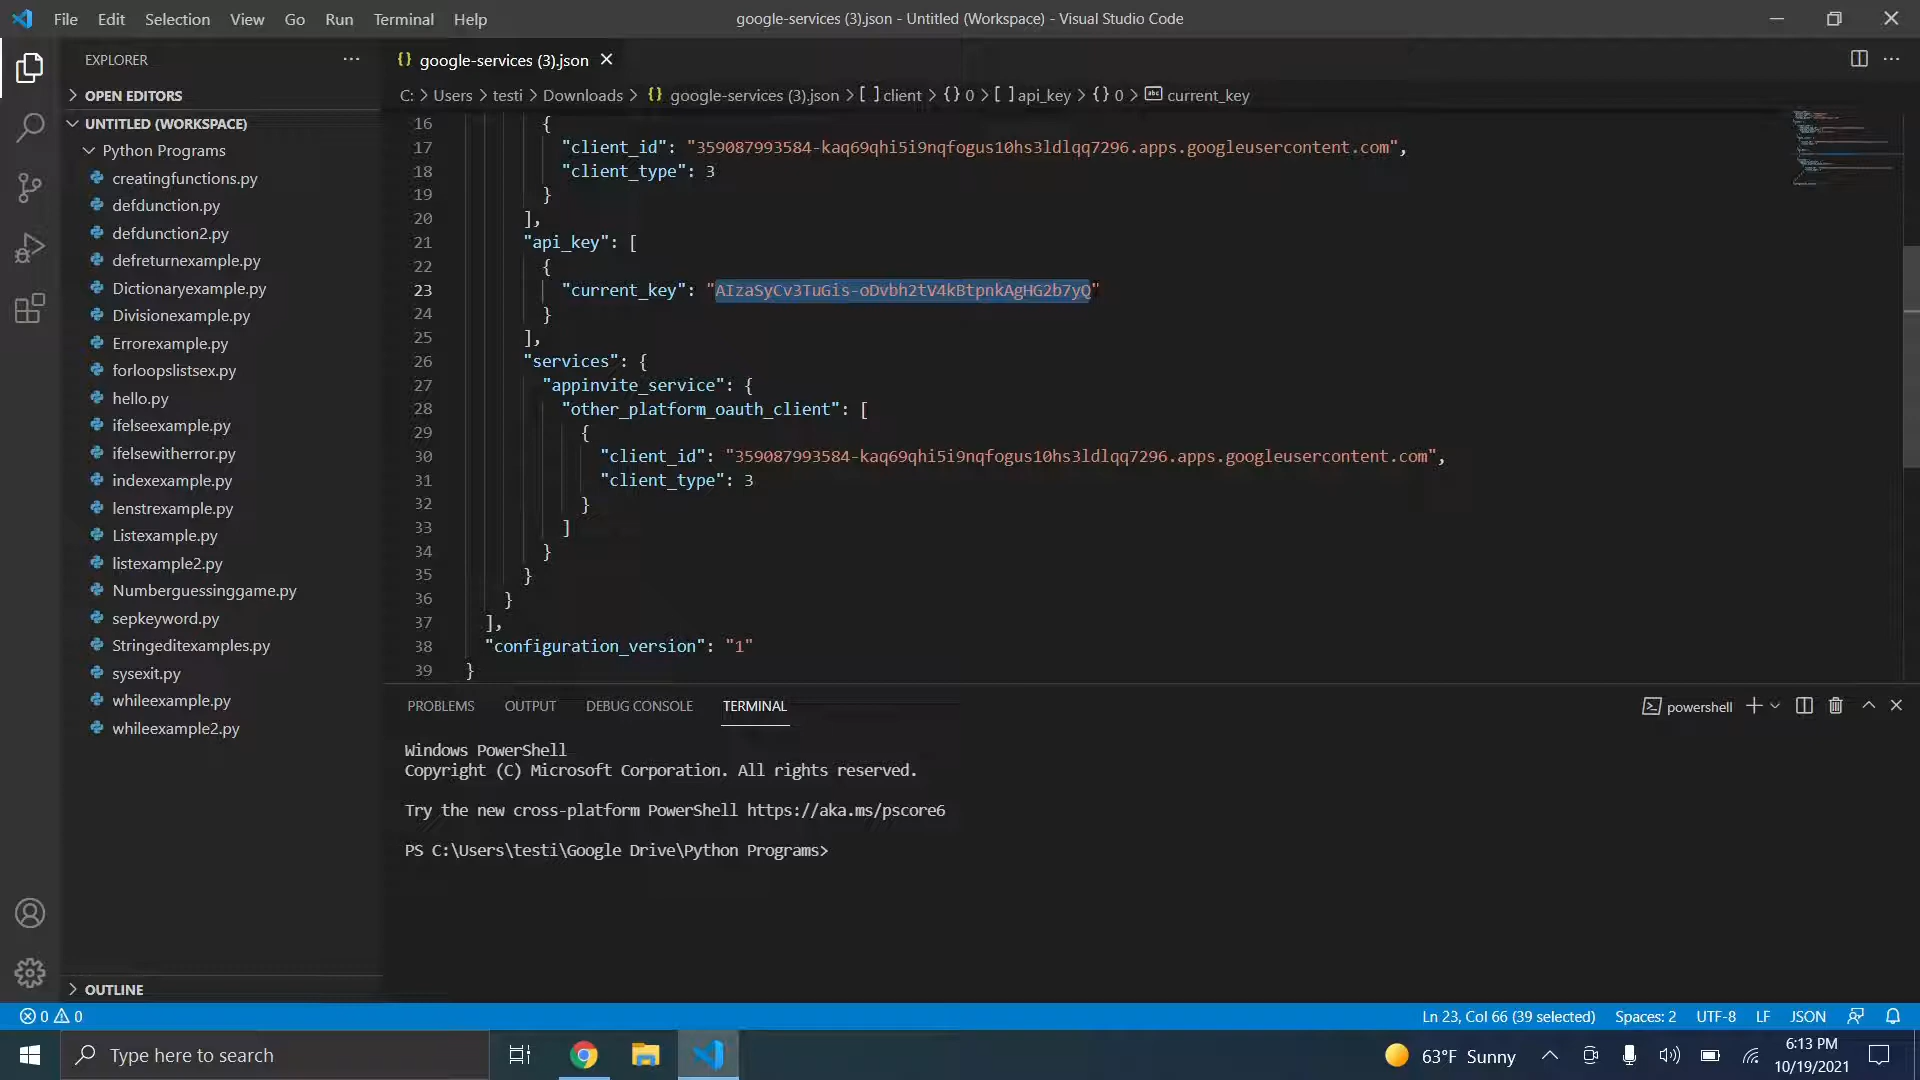 File Edit Selection View Go Run Terminal Help
google-services (3).json - Untitled (Workspace) - Visual Studio Code
EXPLORER
google-services (3).json
OPEN EDITORS
C: > Users > testi > Downloads > {} google-services (3).json > [ ] client > {} 0 > [ ] api_key > {} 0 > abc current_key
UNTITLED (WORKSPACE)
Python Programs
creatingfunctions.py
defdunction.py
defdunction2.py
defreturnexample.py
Dictionaryexample.py
Divisionexample.py
Errorexample.py
forloopslistsex.py
hello.py
ifelseexample.py
ifelsewitherror.py
indexexample.py
lenstrexample.py
Listexample.py
listexample2.py
Numberguessinggame.py
sepkeyword.py
Stringeditexamples.py
sysexit.py
whileexample.py
whileexample2.py
OUTLINE
16 {
17 "client_id": "359087993584-kaq69qhi5i9nqfogus10hs3ldlqq7296.apps.googleusercontent.com",
18 "client_type": 3
19 }
20 ],
21 "api_key": [
22 {
23 "current_key": "AIzaSyCv3TuGis-oDvbh2tV4kBtpnkAgHG2b7yQ"
24 }
25 ],
26 "services": {
27 "appinvite_service": {
28 "other_platform_oauth_client": [
29 {
30 "client_id": "359087993584-kaq69qhi5i9nqfogus10hs3ldlqq7296.apps.googleusercontent.com",
31 "client_type": 3
32 }
33 ]
34 }
35 }
36 }
37 ],
38 "configuration_version": "1"
39 }
PROBLEMS OUTPUT DEBUG CONSOLE TERMINAL
powershell
Windows PowerShell
Copyright (C) Microsoft Corporation. All rights reserved.
Try the new cross-platform PowerShell https://aka.ms/pscore6
PS C:\Users\testi\Google Drive\Python Programs>
0 0
Ln 23, Col 66 (39 selected) Spaces: 2 UTF-8 LF JSON
Type here to search
63°F Sunny
6:13 PM
10/19/2021